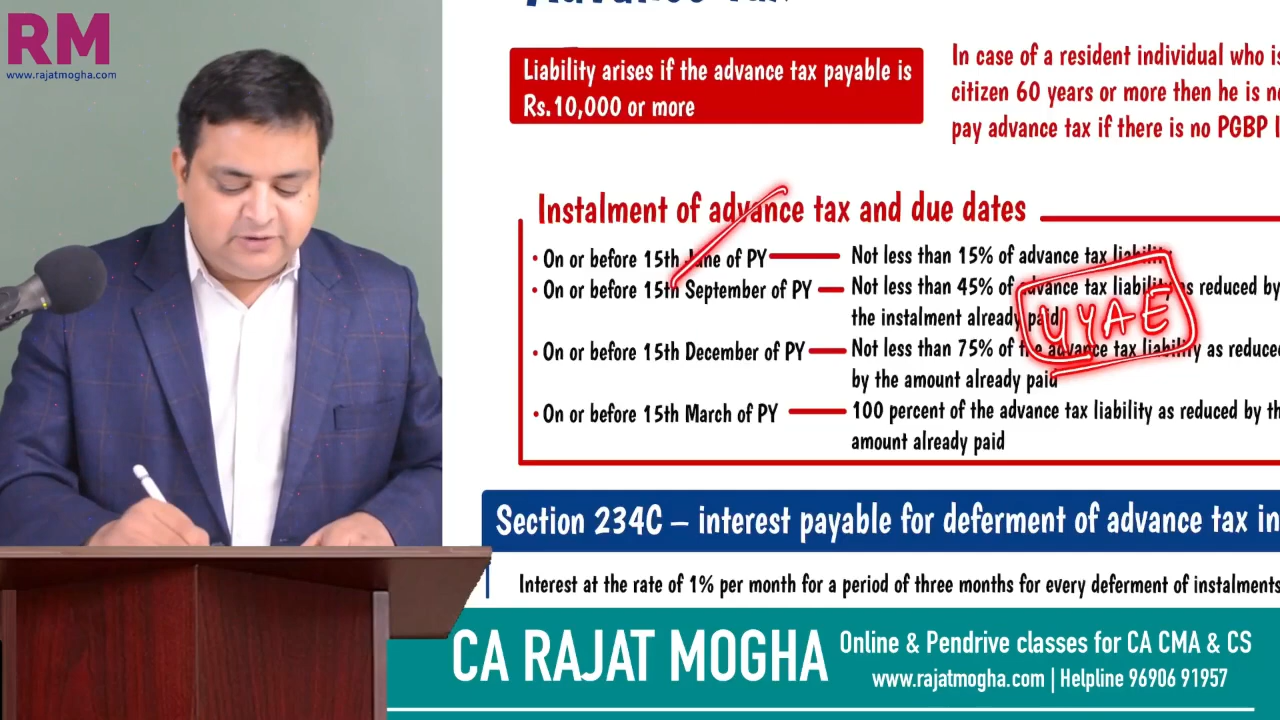 RM
www.rajatmogha.com
Liability arises if the advance tax payable is
Rs.10,000 or more
In case of a resident individual who is
citizen 60 years or more then he is
pay advance tax if there is no PGBP
Instalment of advance tax and due dates
• On or before 15th June of PY
Not less than 15% of advance tax liability
• On or before 15th September of PY
Not less than 45% of advance tax liability as reduced by
the instalment already paid
UYAE
• On or before 15th December of PY
Not less than 75% of the advance tax liability as reduced
by the amount already paid
• On or before 15th March of PY
100 percent of the advance tax liability as reduced by
amount already paid
Section 234C – interest payable for deferment of advance tax in
Interest at the rate of 1% per month for a period of three months for every deferment of instalments
CA RAJAT MOGHA
Online & Pendrive classes for CA CMA & CS
www.rajatmogha.com | Helpline 96906 91957